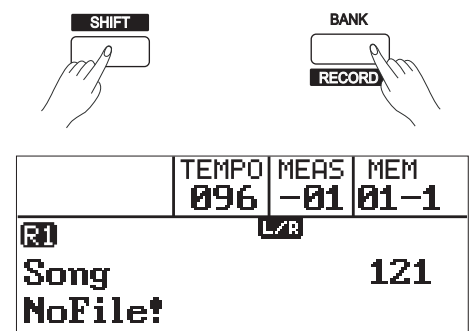 SHIFT
BANK
RECORD
TEMPO MEAS MEM
096 -01 01-1
R1 L/R
Song 121
NoFile!